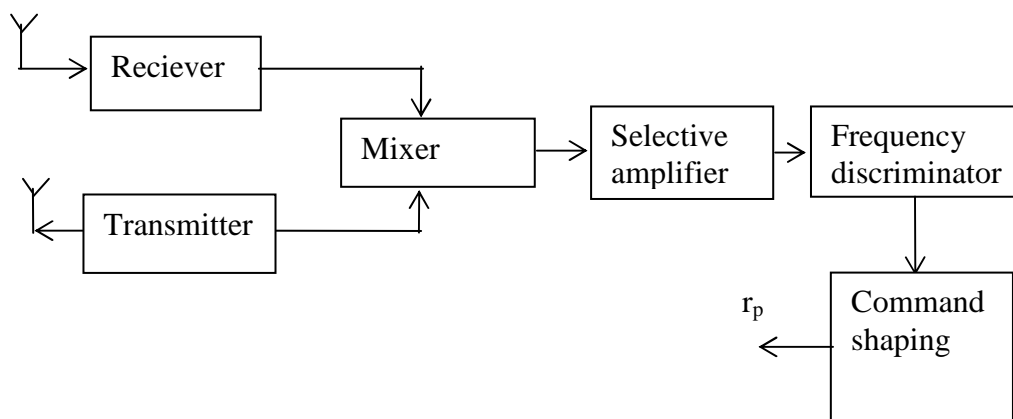 Reciever
Mixer
Selective
amplifier
Frequency
discriminator
Transmitter
Command
shaping
rₚ